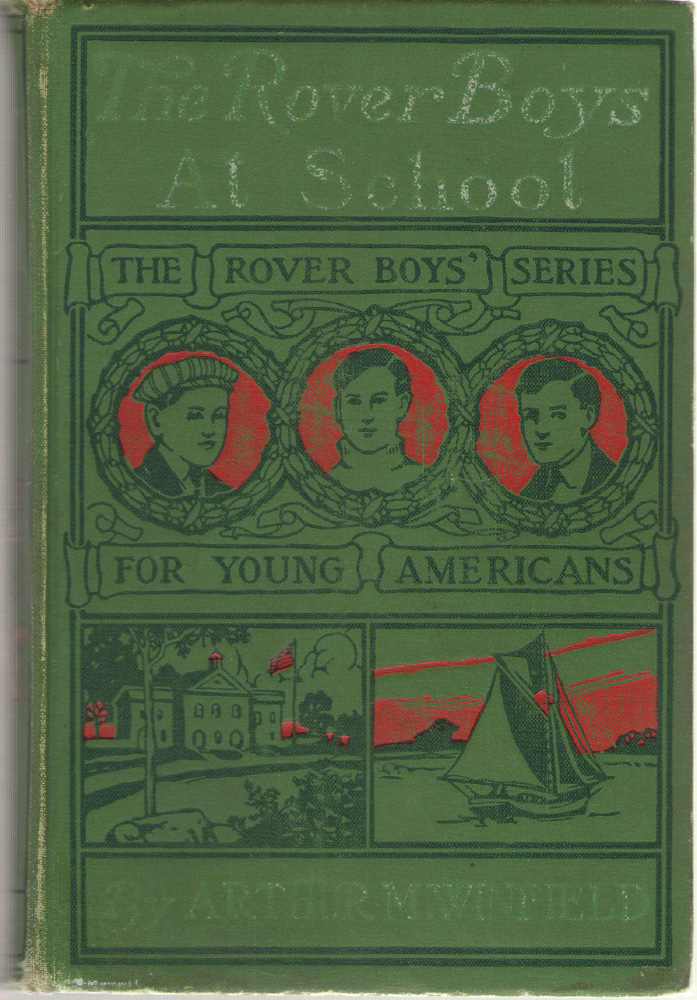 The Rover Boys
At School
THE ROVER BOYS' SERIES
FOR YOUNG AMERICANS
By ARTHUR M. WINFIELD